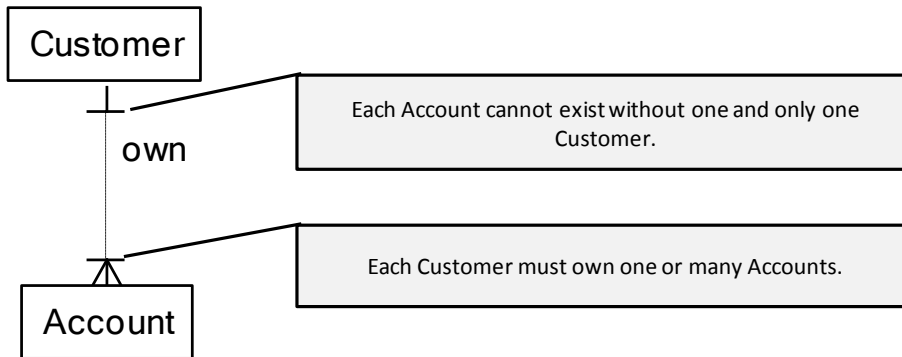 Customer
Each Account cannot exist without one and only one
Customer.
own
Each Customer must own one or many Accounts.
Account